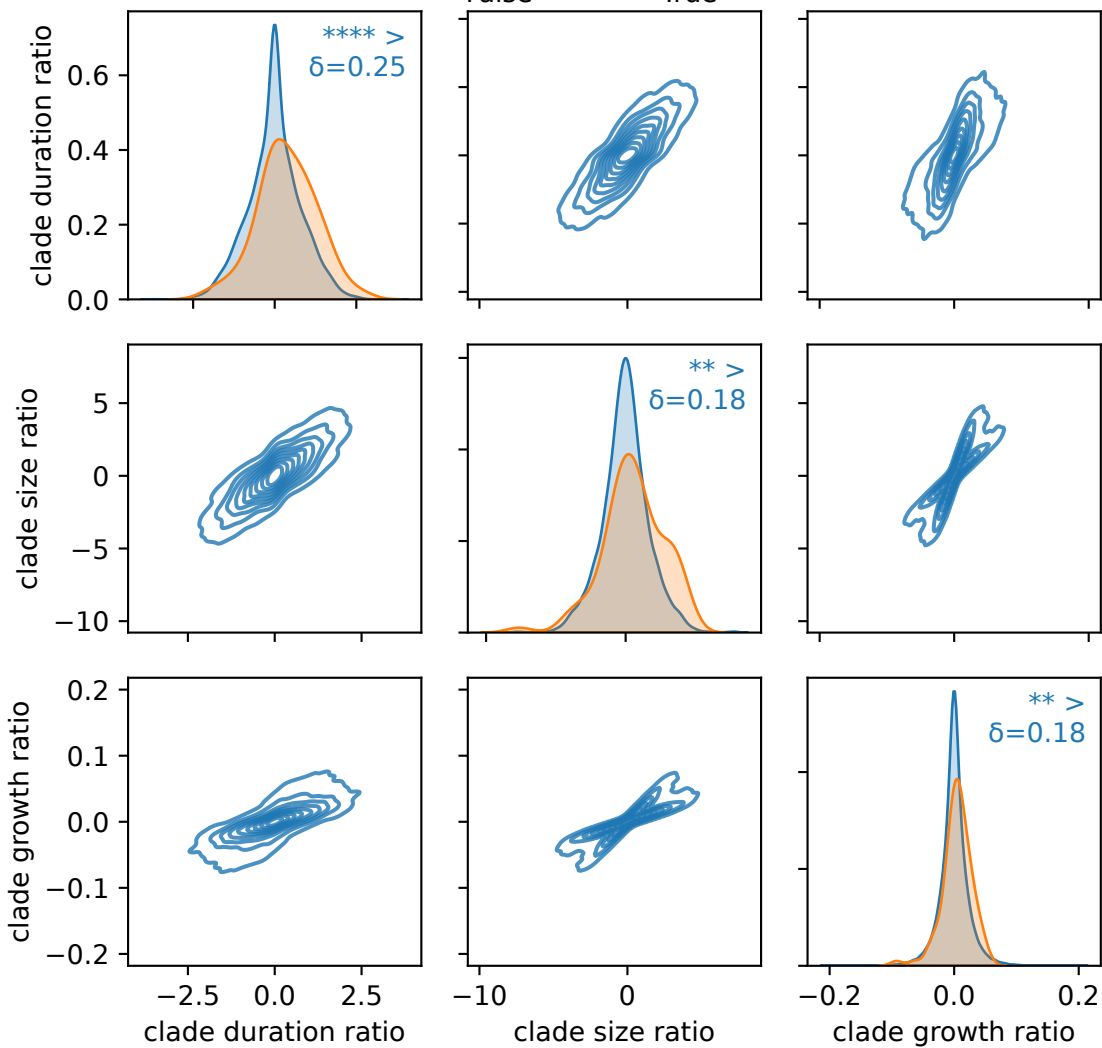 False True
clade duration ratio
0.6
0.4
0.2
0.0
**** >
δ=0.25
clade size ratio
5
0
−5
−10
** >
δ=0.18
clade growth ratio
0.2
0.1
0.0
−0.1
−0.2
** >
δ=0.18
−2.5 0.0 2.5
−10 0
−0.2 0.0 0.2
clade duration ratio
clade size ratio
clade growth ratio